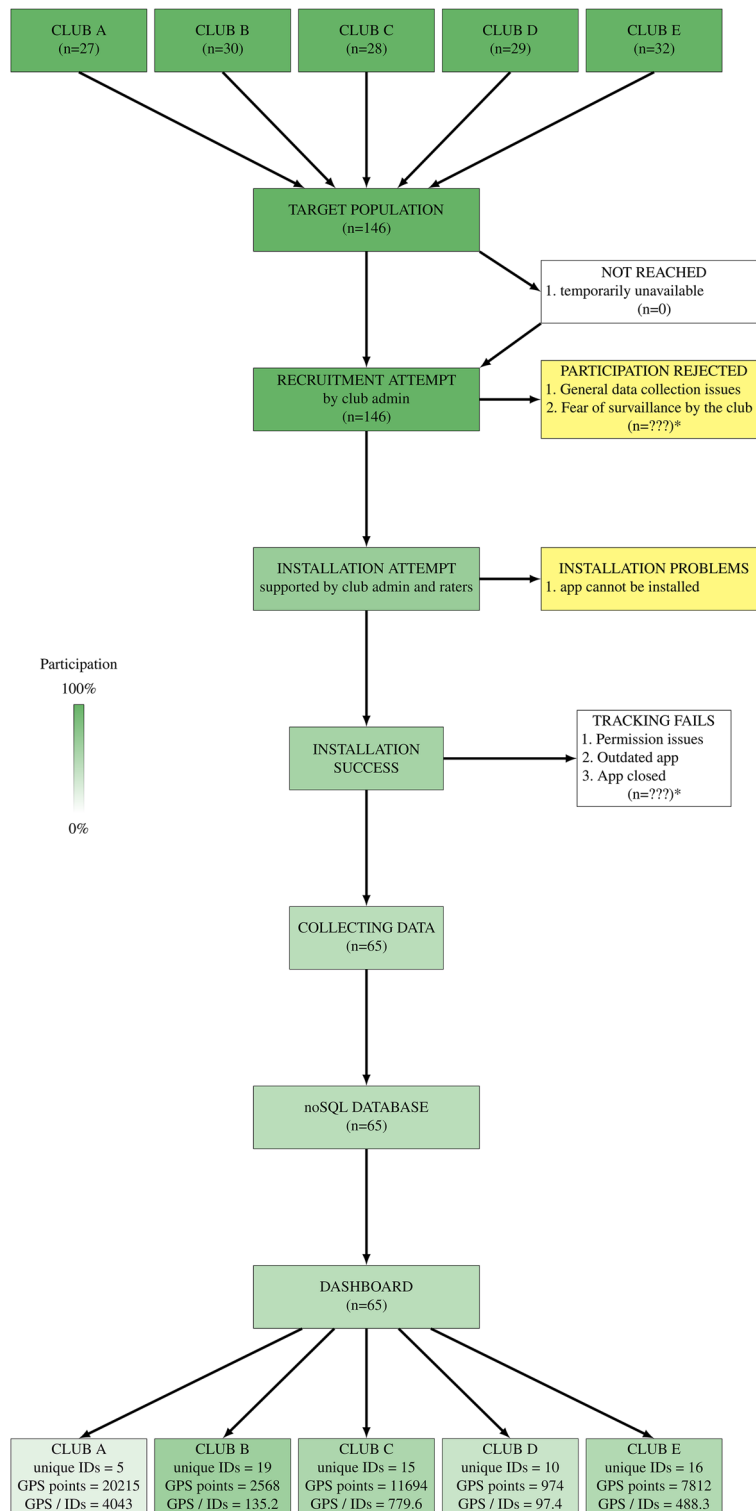 CLUB A
(n=27)
CLUB B
(n=30)
CLUB C
(n=28)
CLUB D
(n=29)
CLUB E
(n=32)
TARGET POPULATION
(n=146)
NOT REACHED
1. temporarily unavailable
(n=0)
RECRUITMENT ATTEMPT
by club admin
(n=146)
PARTICIPATION REJECTED
1. General data collection issues
2. Fear of survaillance by the club
(n=???)*
INSTALLATION ATTEMPT
supported by club admin and raters
INSTALLATION PROBLEMS
1. app cannot be installed
Participation
100%
0%
INSTALLATION
SUCCESS
TRACKING FAILS
1. Permission issues
2. Outdated app
3. App closed
(n=???)*
COLLECTING DATA
(n=65)
noSQL DATABASE
(n=65)
DASHBOARD
(n=65)
CLUB A
unique IDs = 5
GPS points = 20215
GPS / IDs = 4043
CLUB B
unique IDs = 19
GPS points = 2568
GPS / IDs = 135.2
CLUB C
unique IDs = 15
GPS points = 11694
GPS / IDs = 779.6
CLUB D
unique IDs = 10
GPS points = 974
GPS / IDs = 97.4
CLUB E
unique IDs = 16
GPS points = 7812
GPS / IDs = 488.3